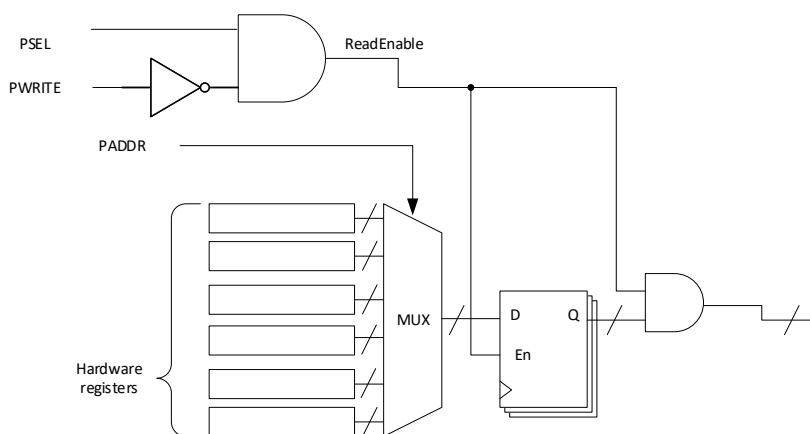 PSEL
ReadEnable
PWRITE
PADDR
MUX
D
Q
En
Hardware
registers